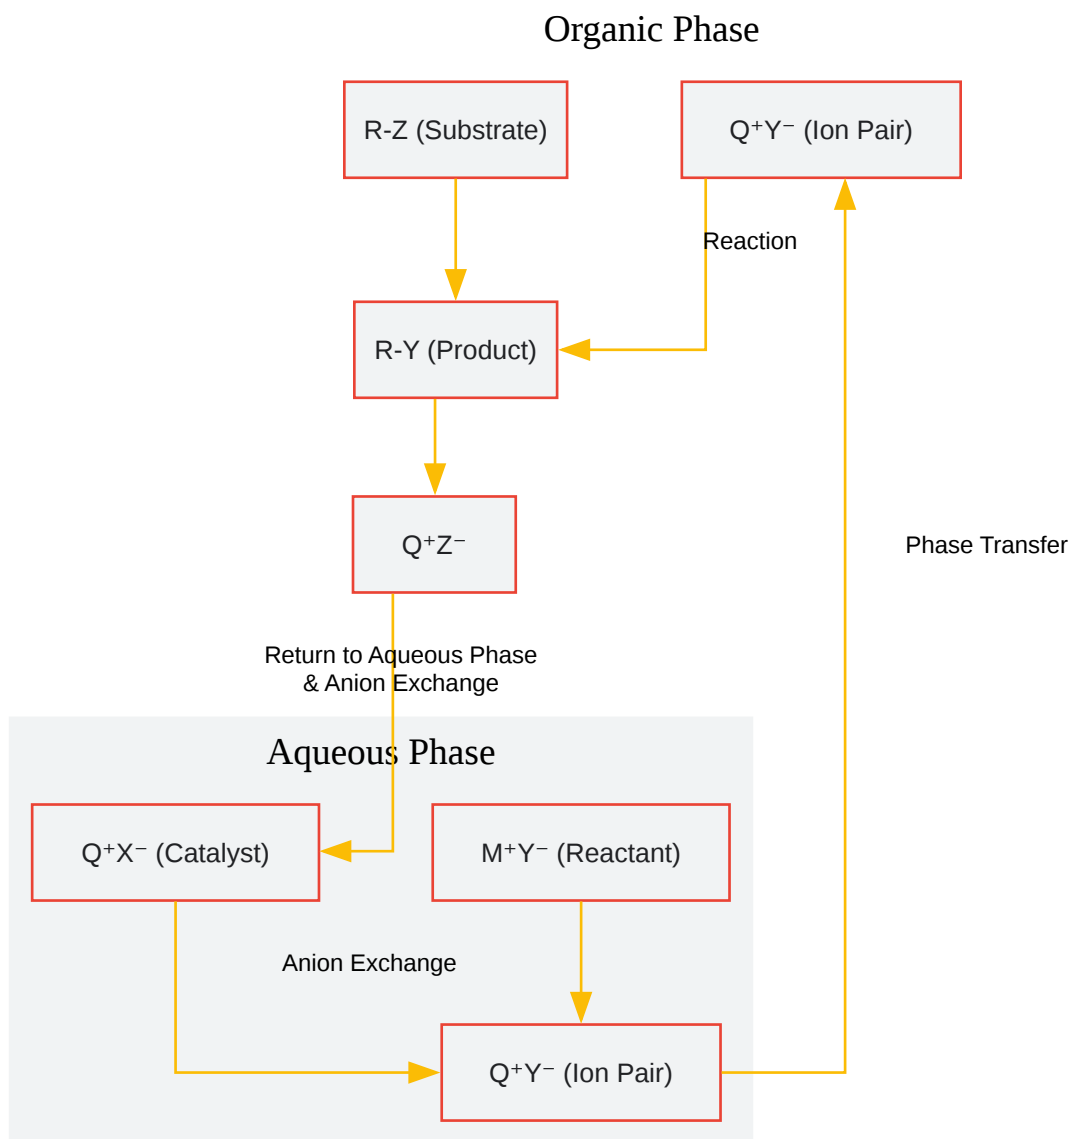 Organic Phase
R-Z (Substrate)
Q⁺Y⁻ (Ion Pair)
Reaction
R-Y (Product)
Q⁺Z⁻
Phase Transfer
Return to Aqueous Phase
& Anion Exchange
Aqueous Phase
Q⁺X⁻ (Catalyst)
M⁺Y⁻ (Reactant)
Anion Exchange
Q⁺Y⁻ (Ion Pair)